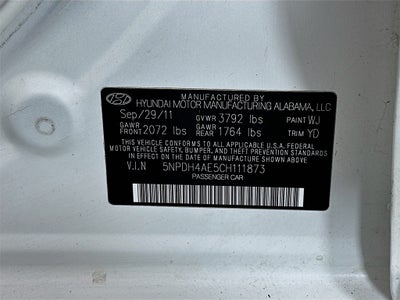 MANUFACTURED BY
HYUNDAI MOTOR MANUFACTURING ALABAMA, LLC
Sep/29/11 GVWR 3792 lbs PAINT WJ
GAWR FRONT 2072 lbs GAWR REAR 1764 lbs TRIM YD
THIS VEHICLE CONFORMS TO ALL APPLICABLE U.S. FEDERAL
MOTOR VEHICLE SAFETY, BUMPER, AND THEFT PREVENTION STANDARDS
IN EFFECT ON THE DATE OF MANUFACTURE SHOWN ABOVE.
V.I.N 5NPDH4AE5CH111873
PASSENGER CAR